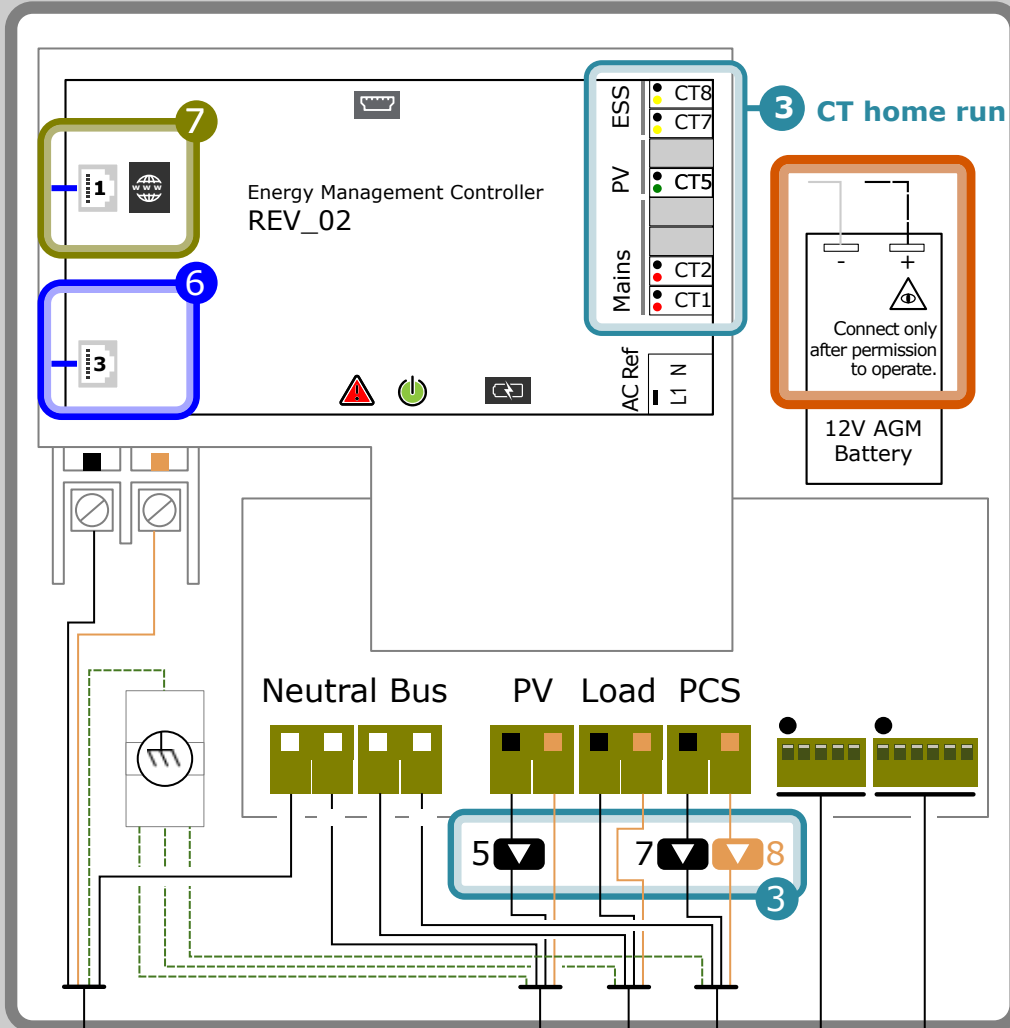 7
1
www
Energy Management Controller
REV_02
6
3
ESS
CT8
CT7
PV
CT5
Mains
CT2
CT1
AC Ref
L1 N
3 CT home run
- +
Connect only
after permission
to operate.
12V AGM
Battery
Neutral Bus PV Load PCS
5 7 8
3